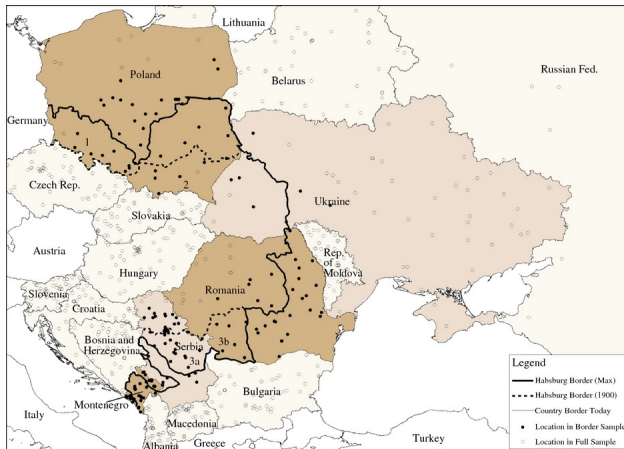 Lithuania
Poland
Belarus
Russian Fed.
Germany
1
2
Czech Rep.
Slovakia
Ukraine
Austria
Rep.
of
Moldova
Hungary
Slovenia
Romania
Croatia
Bosnia and
Herzegovina
Serbia
3b
3a
Legend
Habsburg Border (Max)
Habsburg Border (1900)
Country Border Today
Location in Border Sample
Location in Full Sample
Montenegro
Bulgaria
Italy
Macedonia
Albania
Greece
Turkey